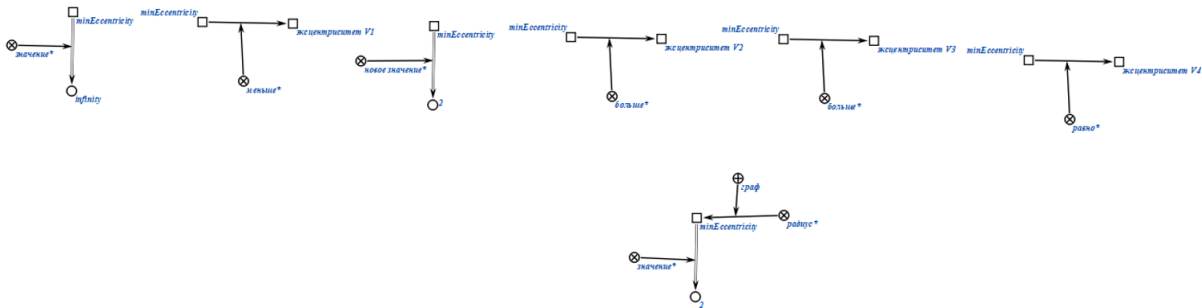 minEccentricity
значение*
infinity
minEccentricity
эксцентриситет V1
меньше*
minEccentricity
новое значение*
2
minEccentricity
эксцентриситет V2
больше*
minEccentricity
эксцентриситет V3
больше*
minEccentricity
эксцентриситет V4
равно*
граф
minEccentricity
радиус*
значение*
2